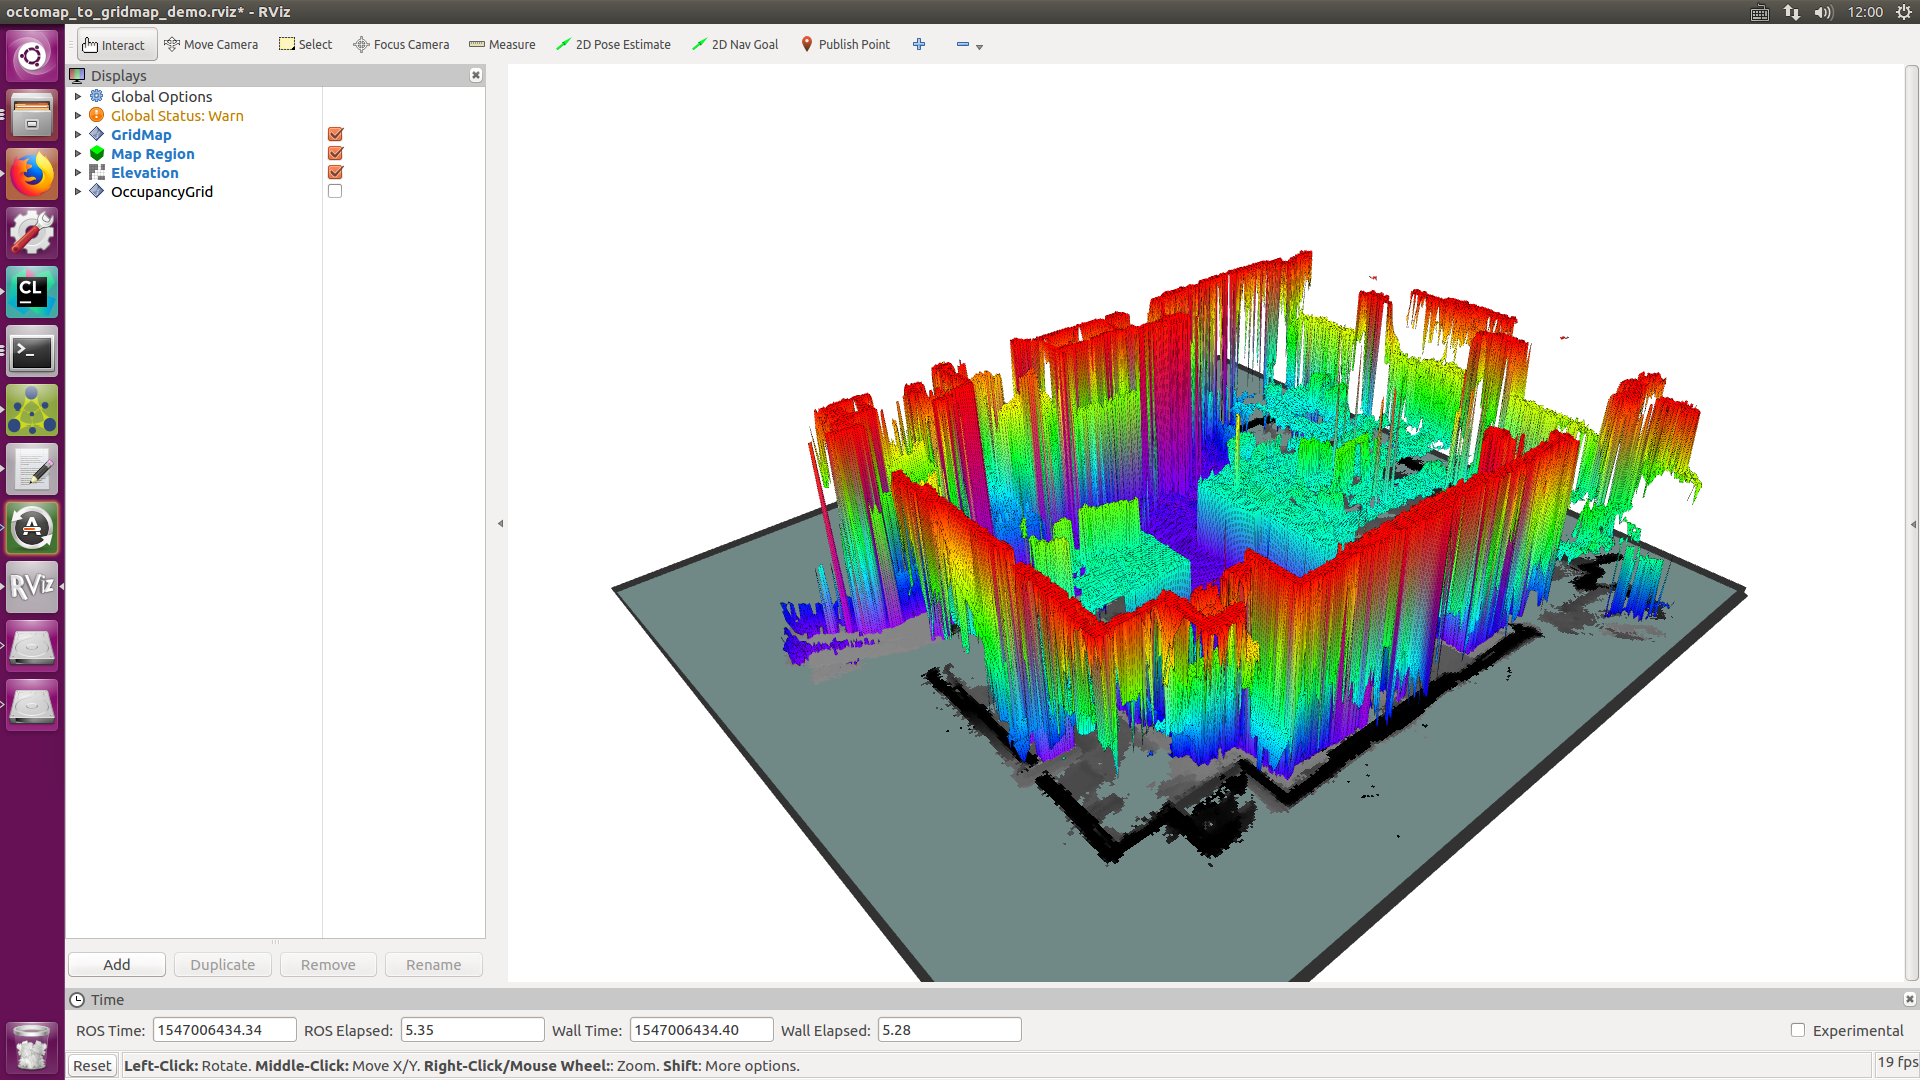 octomap_to_gridmap_demo.rviz* - RViz
12:00
Interact Move Camera Select Focus Camera Measure 2D Pose Estimate 2D Nav Goal Publish Point
Displays
Global Options
Global Status: Warn
GridMap
Map Region
Elevation
OccupancyGrid
CL
>_
A
RViz
Add Duplicate Remove Rename
Time
ROS Time: 1547006434.34 ROS Elapsed: 5.35 Wall Time: 1547006434.40 Wall Elapsed: 5.28 Experimental
Reset Left-Click: Rotate. Middle-Click: Move X/Y. Right-Click/Mouse Wheel:: Zoom. Shift: More options. 19 fps